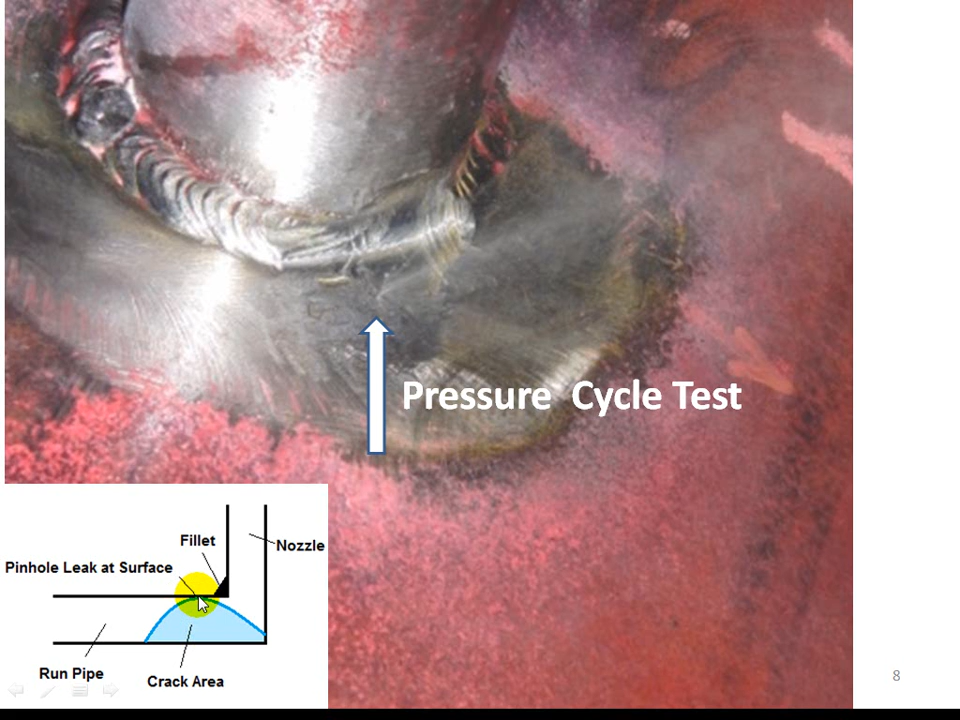 Pressure  Cycle Test
Fillet
Nozzle
Pinhole Leak at Surface
Run Pipe
Crack Area
8